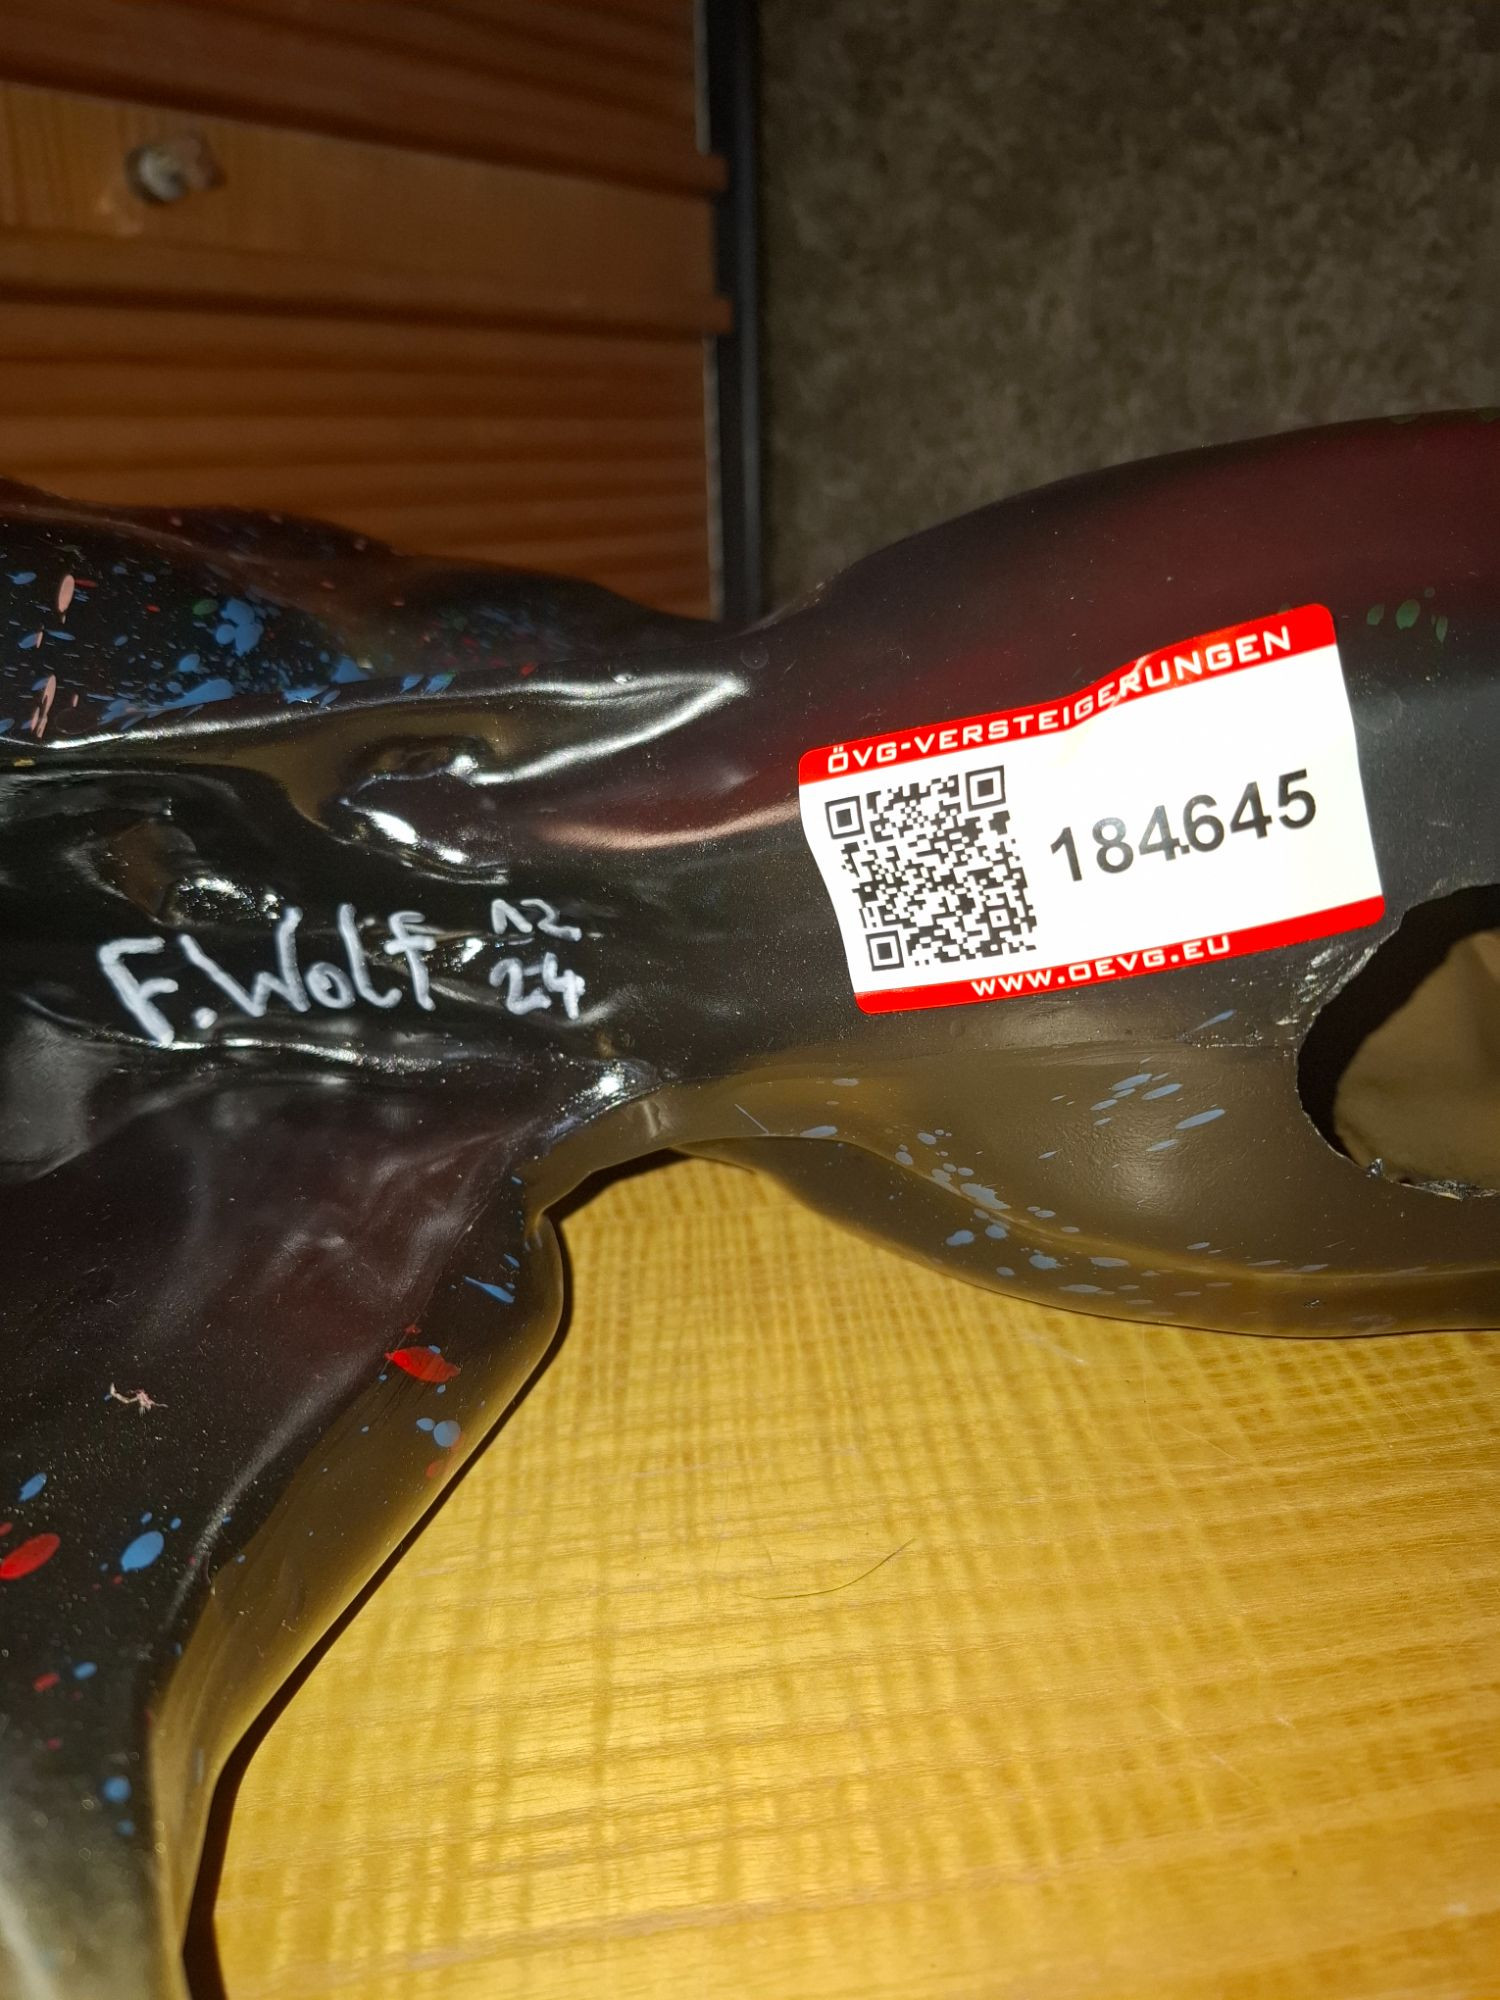 F. Wolf 12
24
ÖVG-VERSTEIGERUNGEN
184645
WWW.OEVG.EU